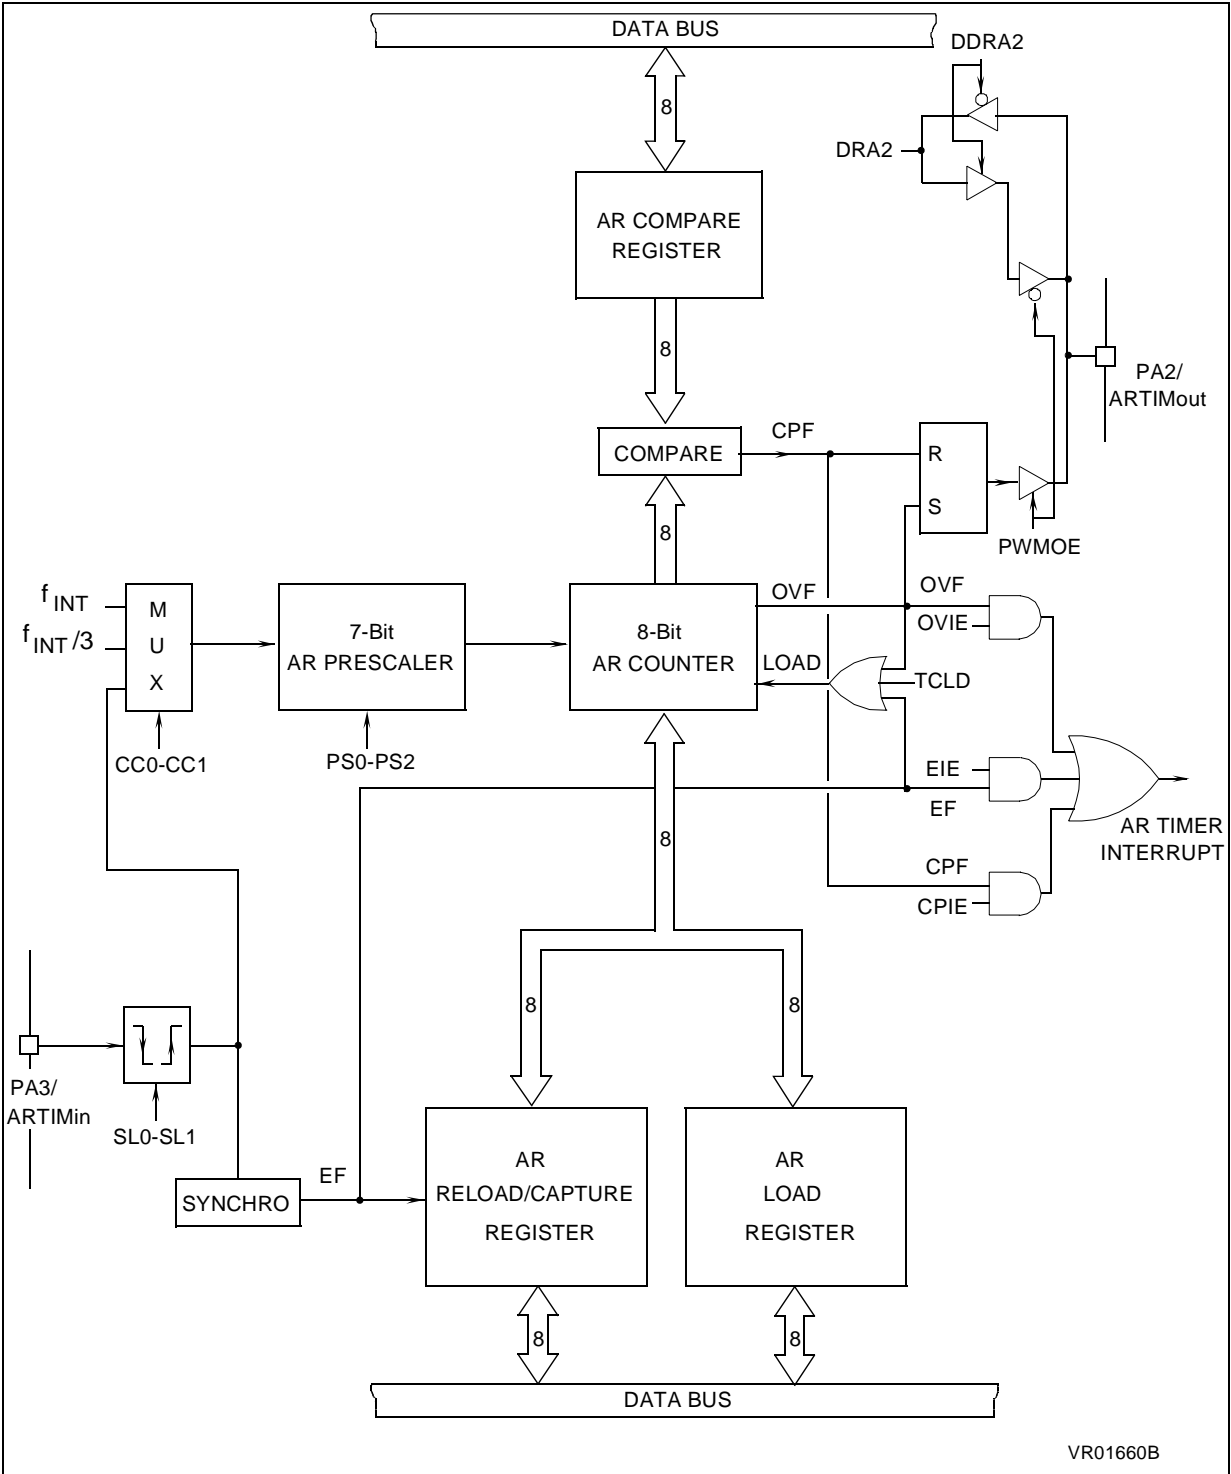 DATA BUS
DDRA2
8
DRA2
AR COMPARE
REGISTER
8
PA2/
ARTIMout
CPF
COMPARE
R
S
8
PWMOE
f INT
M
OVF
OVF
7-Bit
8-Bit
OVIE
f INT /3
U
AR PRESCALER
AR COUNTER
LOAD
X
TCLD
CC0-CC1
PS0-PS2
EIE
EF
AR TIMER
INTERRUPT
8
CPF
CPIE
8
8
PA3/
ARTIMin
SL0-SL1
AR
RELOAD/CAPTURE
REGISTER
AR
LOAD
REGISTER
EF
SYNCHRO
8
8
DATA BUS
VR01660B